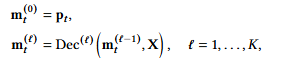 m_t^{(0)} = p_t,
m_t^{(ℓ)} = Dec^{(ℓ)}(m_t^{(ℓ-1)}, X), ℓ = 1, . . . , K,